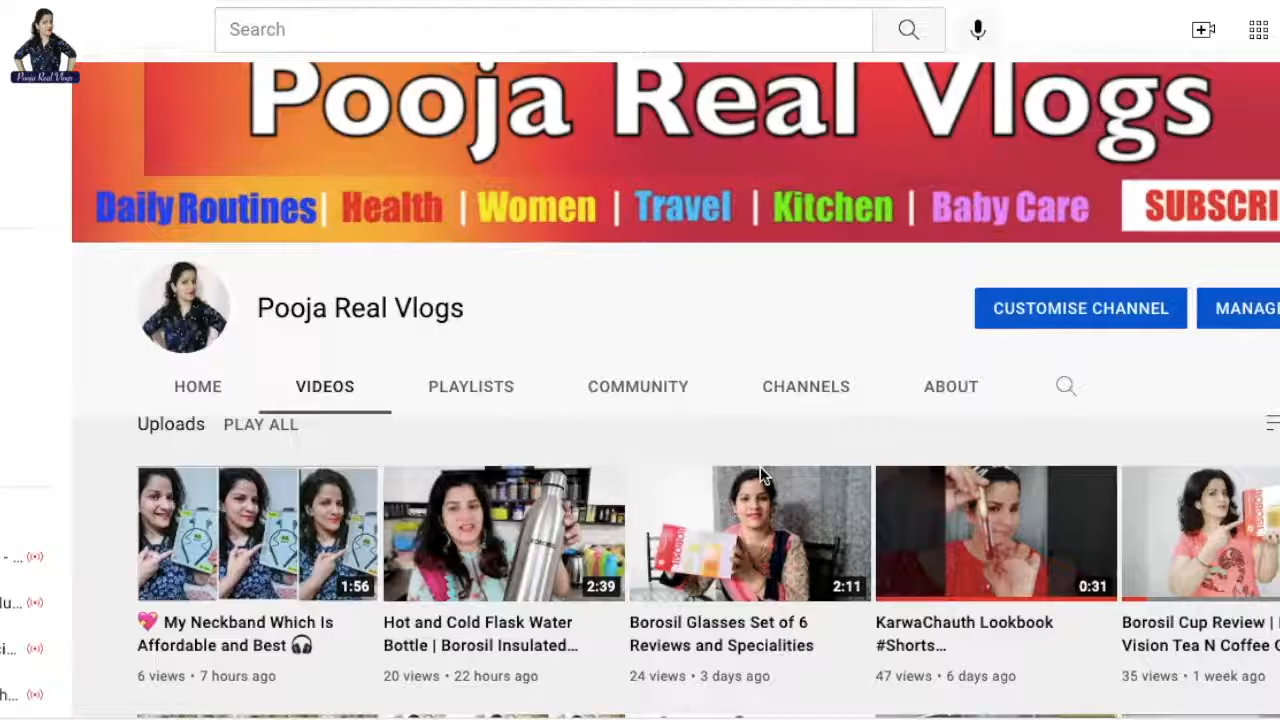 Search
Pooja Real Vlogs
Pooja Real Vlogs
Daily Routines | Health | Women | Travel | Kitchen | Baby Care
SUBSCRI
Pooja Real Vlogs
CUSTOMISE CHANNEL
MANAG
HOME
VIDEOS
PLAYLISTS
COMMUNITY
CHANNELS
ABOUT
Uploads
PLAY ALL
1:56
2:39
2:11
0:31
💖 My Neckband Which Is
Affordable and Best 🎧
6 views • 7 hours ago
Hot and Cold Flask Water
Bottle | Borosil Insulated...
20 views • 22 hours ago
Borosil Glasses Set of 6
Reviews and Specialities
24 views • 3 days ago
KarwaChauth Lookbook
#Shorts...
47 views • 6 days ago
Borosil Cup Review |
Vision Tea N Coffee
35 views • 1 week ago